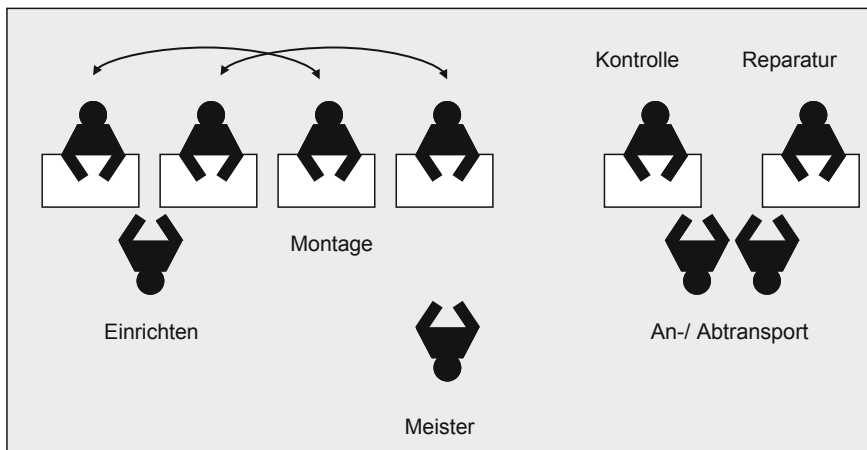 Kontrolle
Reparatur
Montage
Einrichten
An-/ Abtransport
Meister